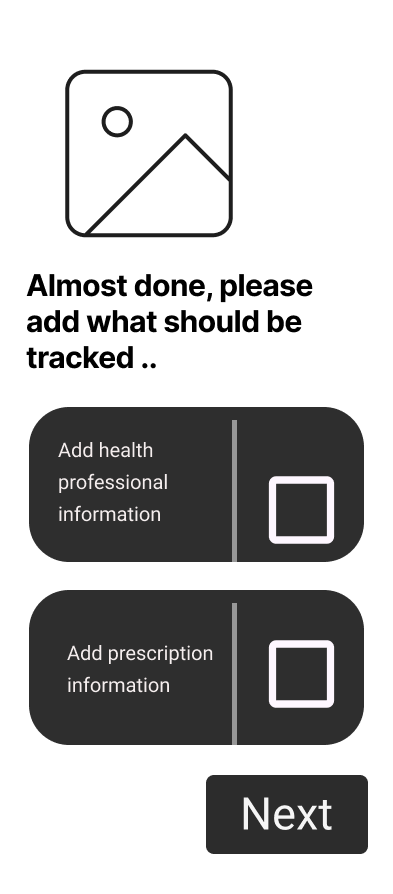 Almost done, please
add what should be
tracked ..
Add health
professional
information
Add prescription
information
Next